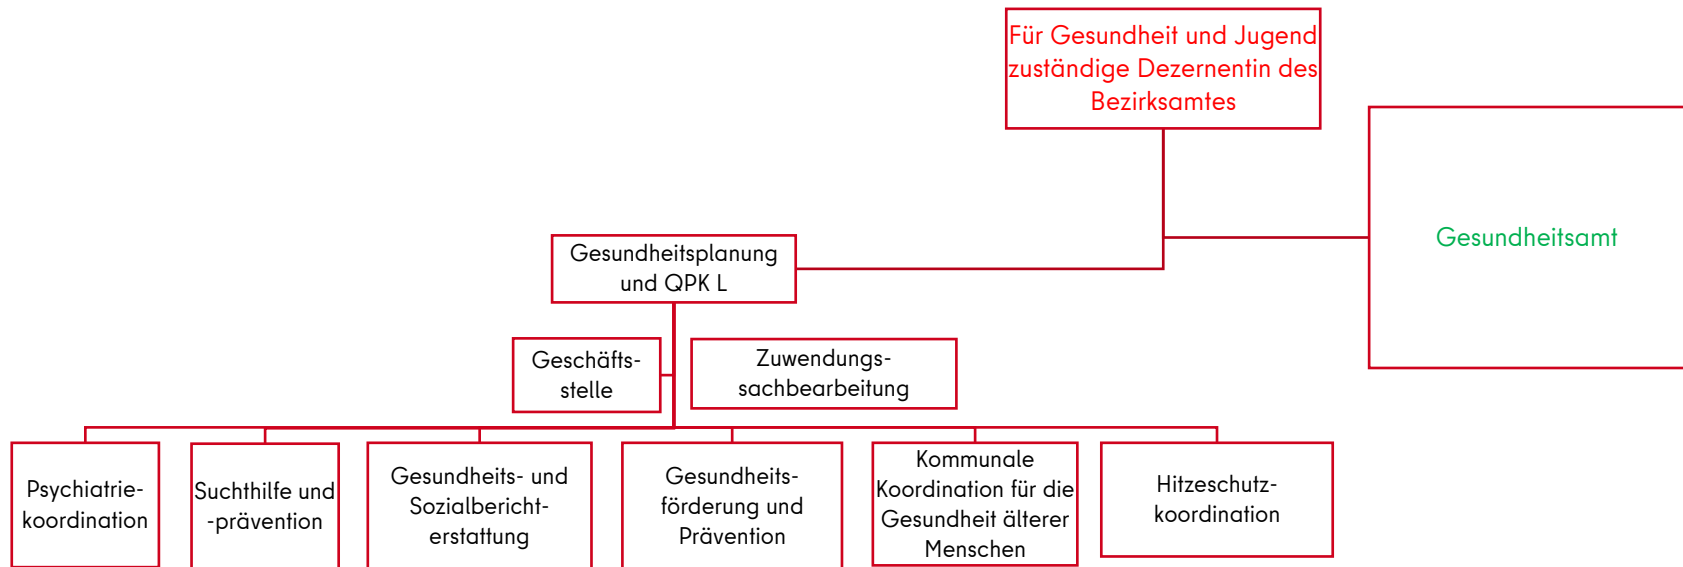 Für Gesundheit und Jugend
zuständige Dezernentin des
Bezirksamtes
Gesundheitsamt
Gesundheitsplanung
und QPK L
Geschäfts-
stelle
Zuwendungs-
sachbearbeitung
Psychiatrie-
koordination
Suchthilfe und
-prävention
Gesundheits- und
Sozialbericht-
erstattung
Gesundheits-
förderung und
Prävention
Kommunale
Koordination für die
Gesundheit älterer
Menschen
Hitzeschutz-
koordination